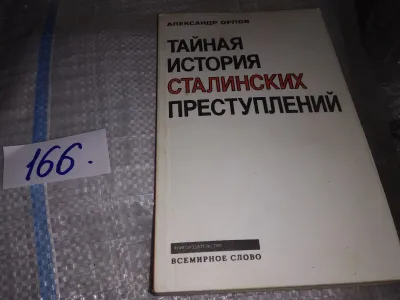 АЛЕКСАНДР ОРЛОВ
ТАЙНАЯ
ИСТОРИЯ
СТАЛИНСКИХ
ПРЕСТУПЛЕНИЙ
166.
ВСЕМИРНОЕ СЛОВО